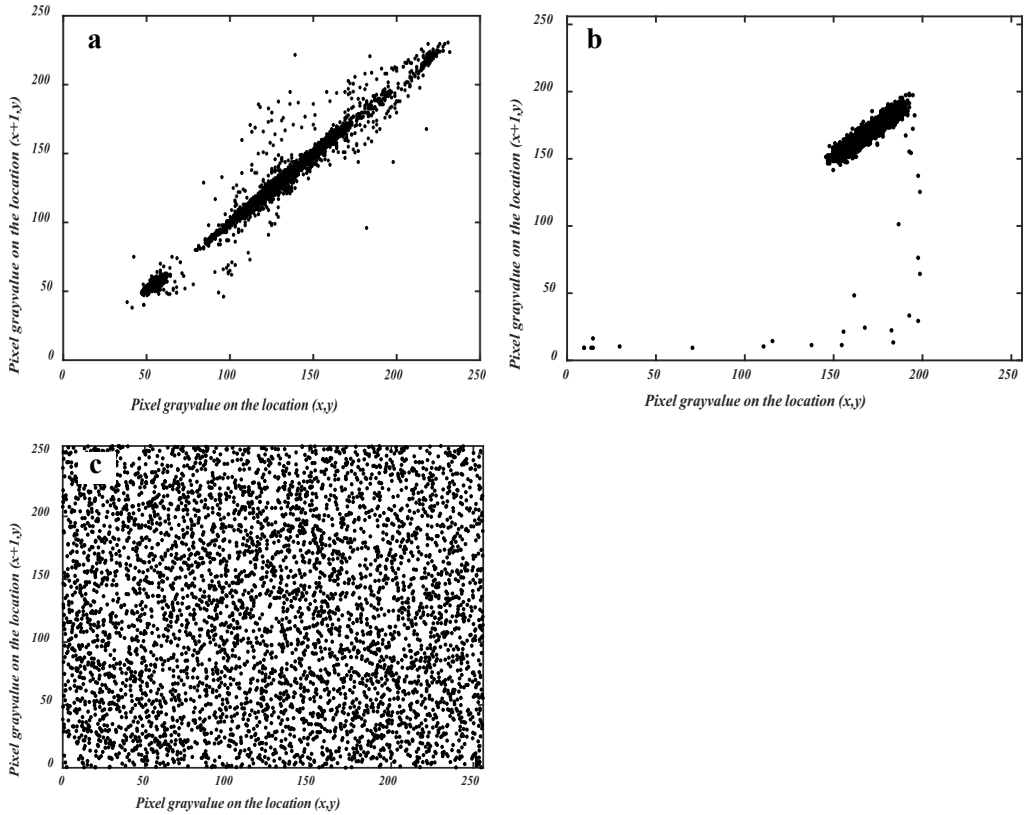 a
250
200
150
100
50
0
Pixel grayvalue on the location (x+1,y)
0 50 100 150 200 250
Pixel grayvalue on the location (x,y)
b
250
200
150
100
50
0
Pixel grayvalue on the location (x+1,y)
0 50 100 150 200 250
Pixel grayvalue on the location (x,y)
c
250
200
150
100
50
0
Pixel grayvalue on the location (x+1,y)
0 50 100 150 200 250
Pixel grayvalue on the location (x,y)